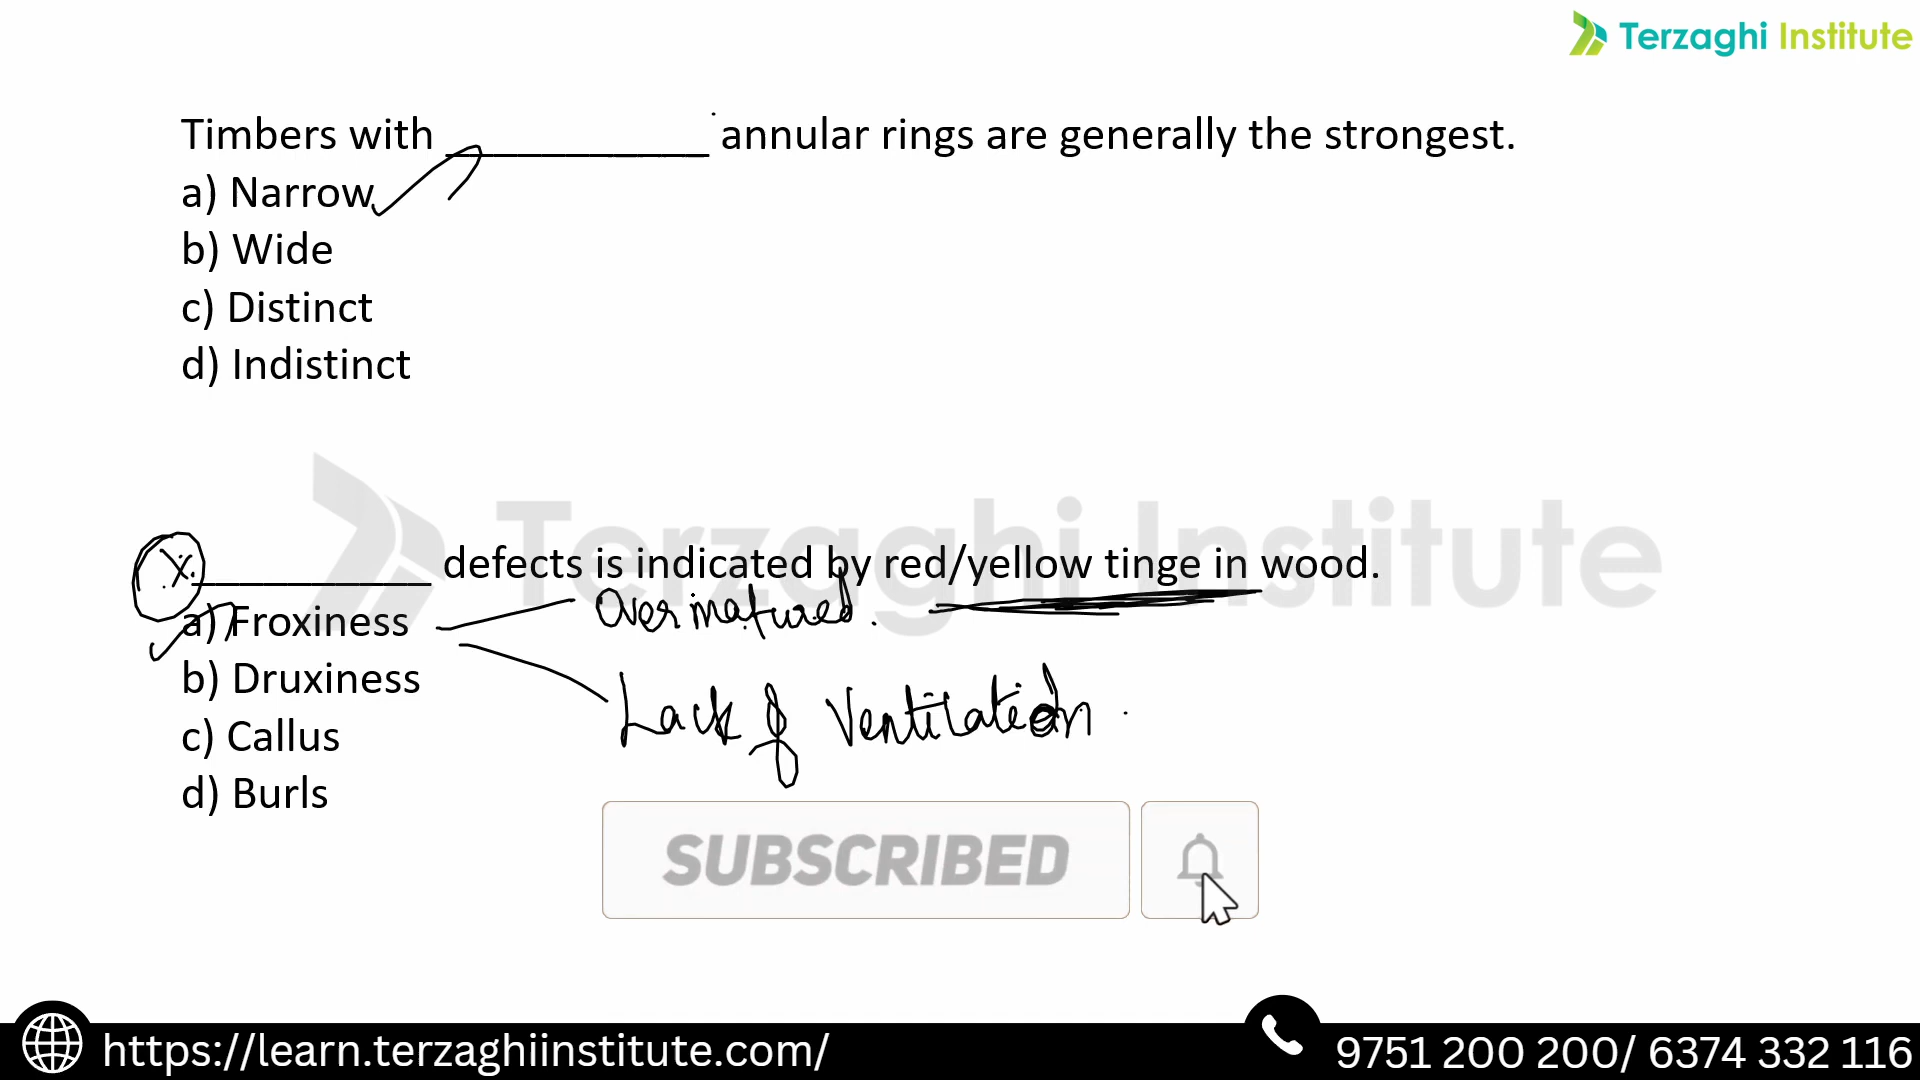 Terzaghi Institute
Timbers with ____________ annular rings are generally the strongest.
a) Narrow
b) Wide
c) Distinct
d) Indistinct
Terzaghi Institute
X. ___________ defects is indicated by red/yellow tinge in wood.
a) Froxiness
Over matured.
b) Druxiness
Lack of Ventilation.
c) Callus
d) Burls
SUBSCRIBED
https://learn.terzaghiinstitute.com/
9751 200 200/ 6374 332 116